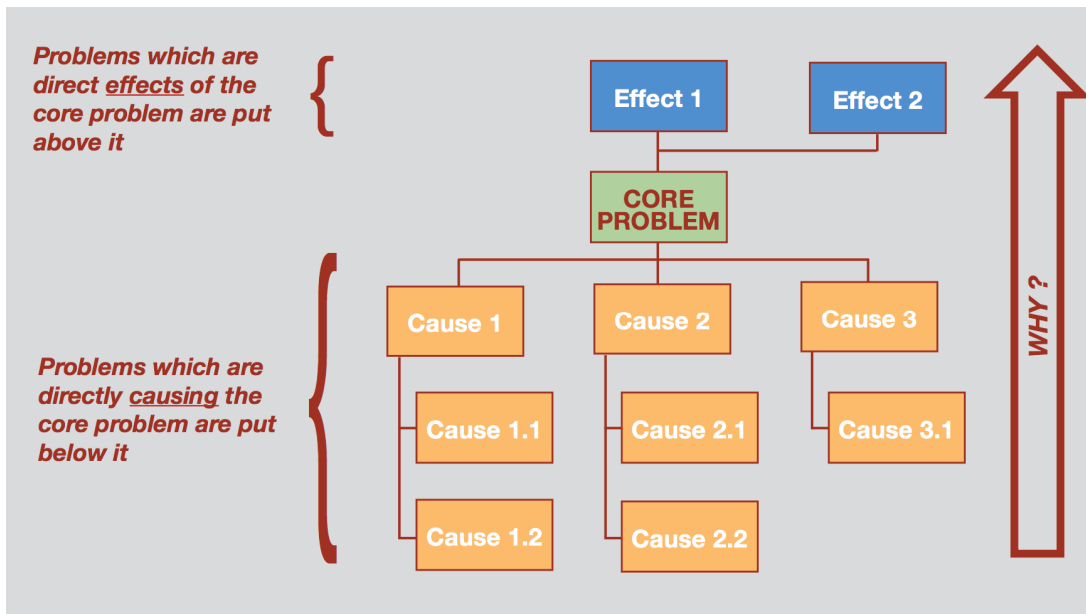 Problems which are
direct effects of the
core problem are put
above it
Effect 1
Effect 2
CORE
PROBLEM
Cause 1
Cause 2
Cause 3
WHY ?
Problems which are
directly causing the
core problem are put
below it
Cause 1.1
Cause 2.1
Cause 3.1
Cause 1.2
Cause 2.2